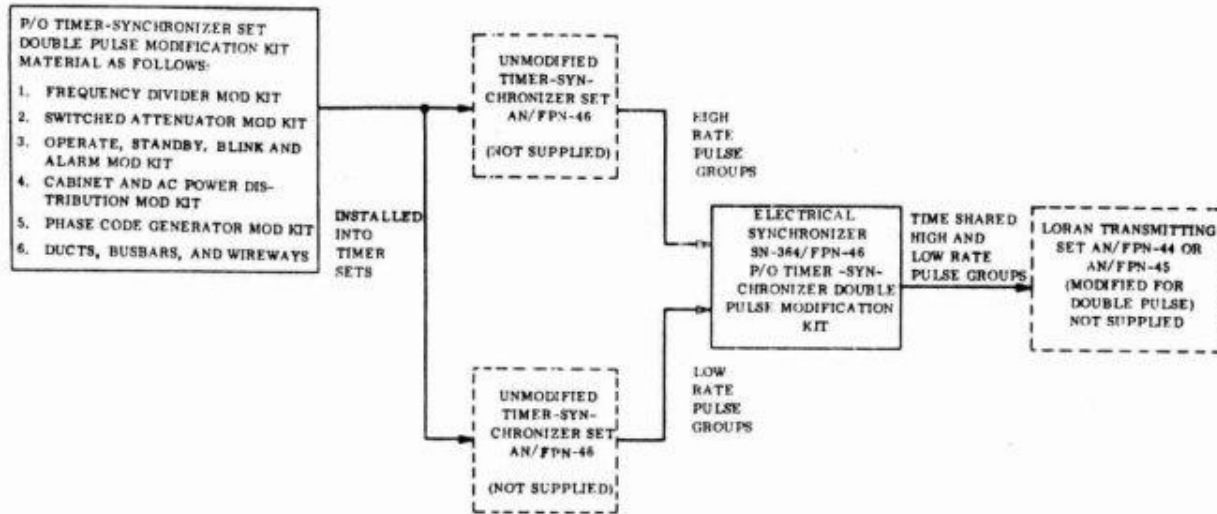 P/O TIMER-SYNCHRONIZER SET
DOUBLE PULSE MODIFICATION KIT
MATERIAL AS FOLLOWS:
1. FREQUENCY DIVIDER MOD KIT
2. SWITCHED ATTENUATOR MOD KIT
3. OPERATE, STANDBY, BLINK AND
ALARM MOD KIT
4. CABINET AND AC POWER DIS-
TRIBUTION MOD KIT
5. PHASE CODE GENERATOR MOD KIT
6. DUCTS, BUSBARS, AND WIREWAYS
INSTALLED
INTO
TIMER
SETS
UNMODIFIED
TIMER-SYN-
CHRONIZER SET
AN/FPN-46
(NOT SUPPLIED)
HIGH
RATE
PULSE
GROUPS
UNMODIFIED
TIMER-SYN-
CHRONIZER SET
AN/FPN-46
(NOT SUPPLIED)
LOW
RATE
PULSE
GROUPS
ELECTRICAL
SYNCHRONIZER
SN-364/FPN-46
P/O TIMER -SYN-
CHRONIZER DOUBLE
PULSE MODIFICATION
KIT
TIME SHARED
HIGH AND
LOW RATE
PULSE GROUPS
LORAN TRANSMITTING
SET AN/FPN-44 OR
AN/FPN-45
(MODIFIED FOR
DOUBLE PULSE)
NOT SUPPLIED